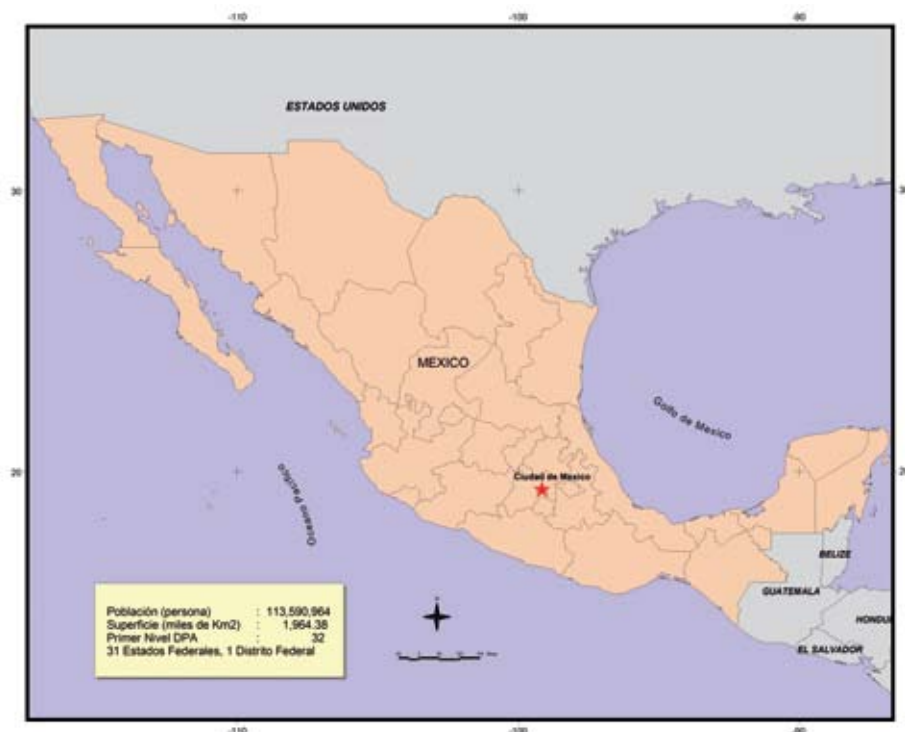 -110
-100
-90
ESTADOS UNIDOS
30
MEXICO
Golfo de Mexico
20
Ciudad de Mexico
Oceano Pacifico
BELIZE
GUATEMALA
HONDU
EL SALVADOR
Población (persona) : 113,590,964
Superficie (miles de Km2) : 1,964.38
Primer Nivel DPA : 32
31 Estados Federales, 1 Distrito Federal
-110
-100
-90